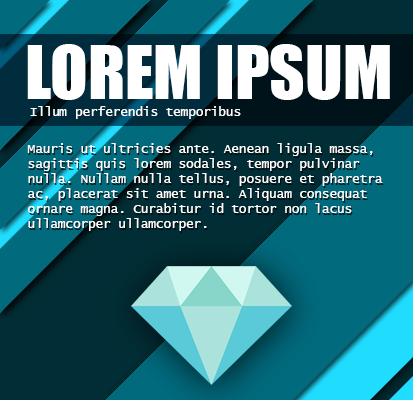 LOREM IPSUM
Illum perferendis temporibus
Mauris ut ultricies ante. Aenean ligula massa,
sagittis quis lorem sodales, tempor pulvinar
nulla. Nullam nulla tellus, posuere et pharetra
ac, placerat sit amet urna. Aliquam consequat
ornare magna. Curabitur id tortor non lacus
ullamcorper ullamcorper.